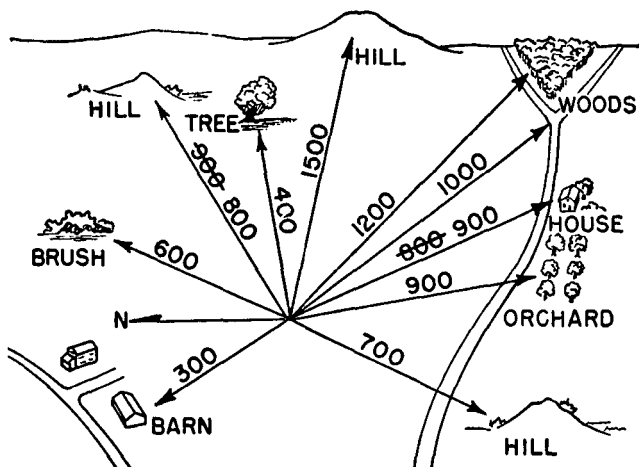 HILL
HILL
WOODS
TREE
900 800
400
1500
1200
1000
800 900
HOUSE
BRUSH
600
900
ORCHARD
N
300
700
BARN
HILL